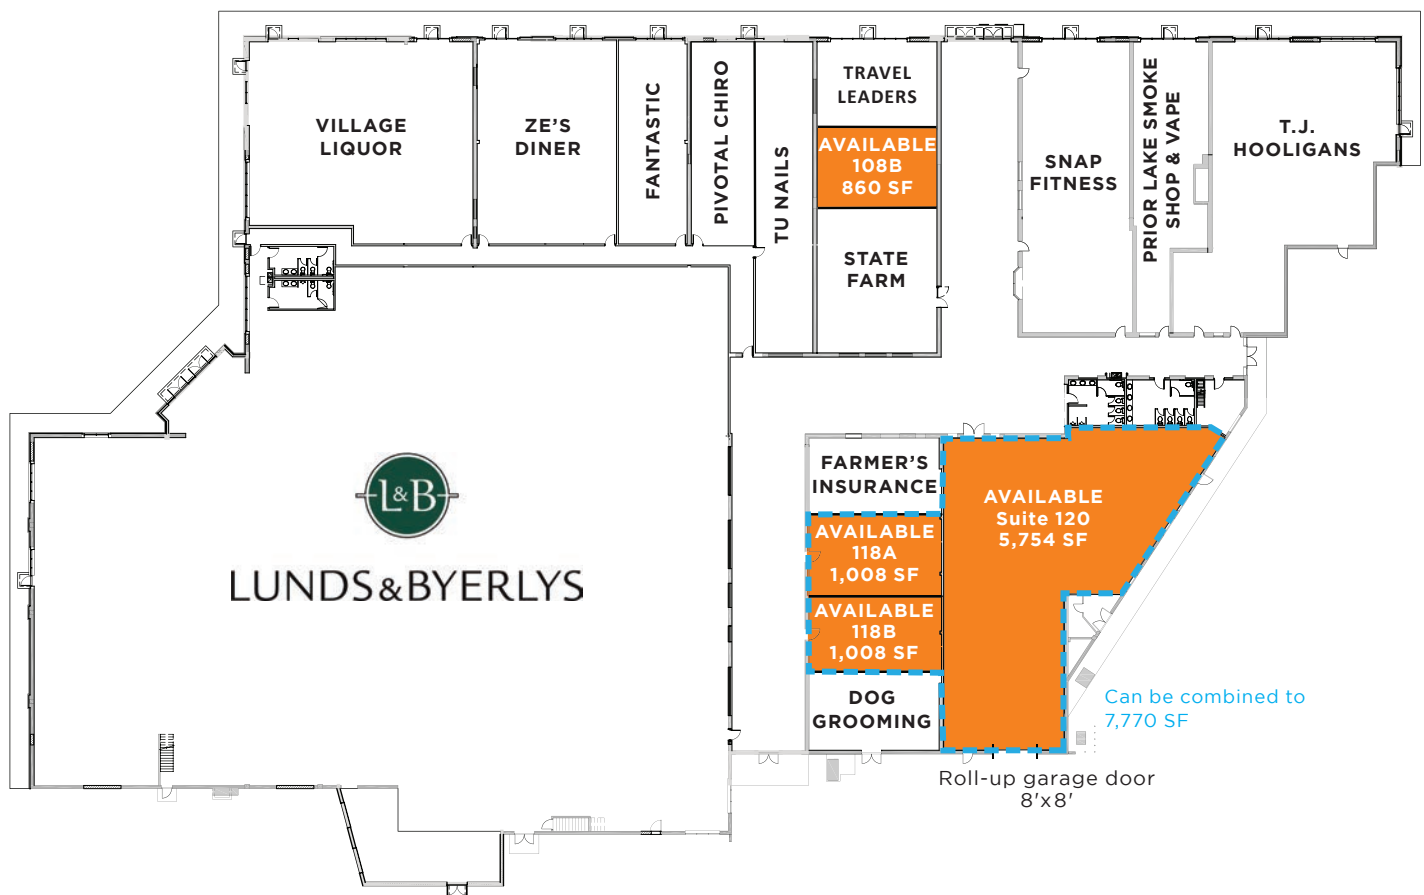 VILLAGE
LIQUOR
ZE'S
DINER
FANTASTIC
PIVOTAL CHIRO
TU NAILS
TRAVEL
LEADERS
AVAILABLE
108B
860 SF
STATE
FARM
SNAP
FITNESS
PRIOR LAKE SMOKE
SHOP & VAPE
T.J.
HOOLIGANS
L&B
LUNDS&BYERLYS
FARMER'S
INSURANCE
AVAILABLE
118A
1,008 SF
AVAILABLE
118B
1,008 SF
DOG
GROOMING
AVAILABLE
Suite 120
5,754 SF
Can be combined to
7,770 SF
Roll-up garage door
8'x8'